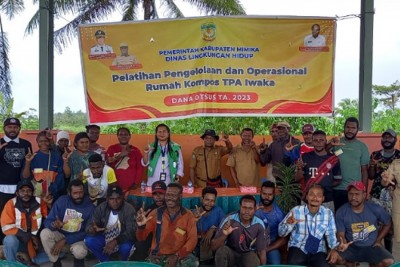 PEMERINTAH KABUPATEN MIMIKA
DINAS LINGKUNGAN HIDUP
Pelatihan Pengelolaan dan Operasional
Rumah Kompos TPA Iwaka
DANA OTSUS TA. 2023